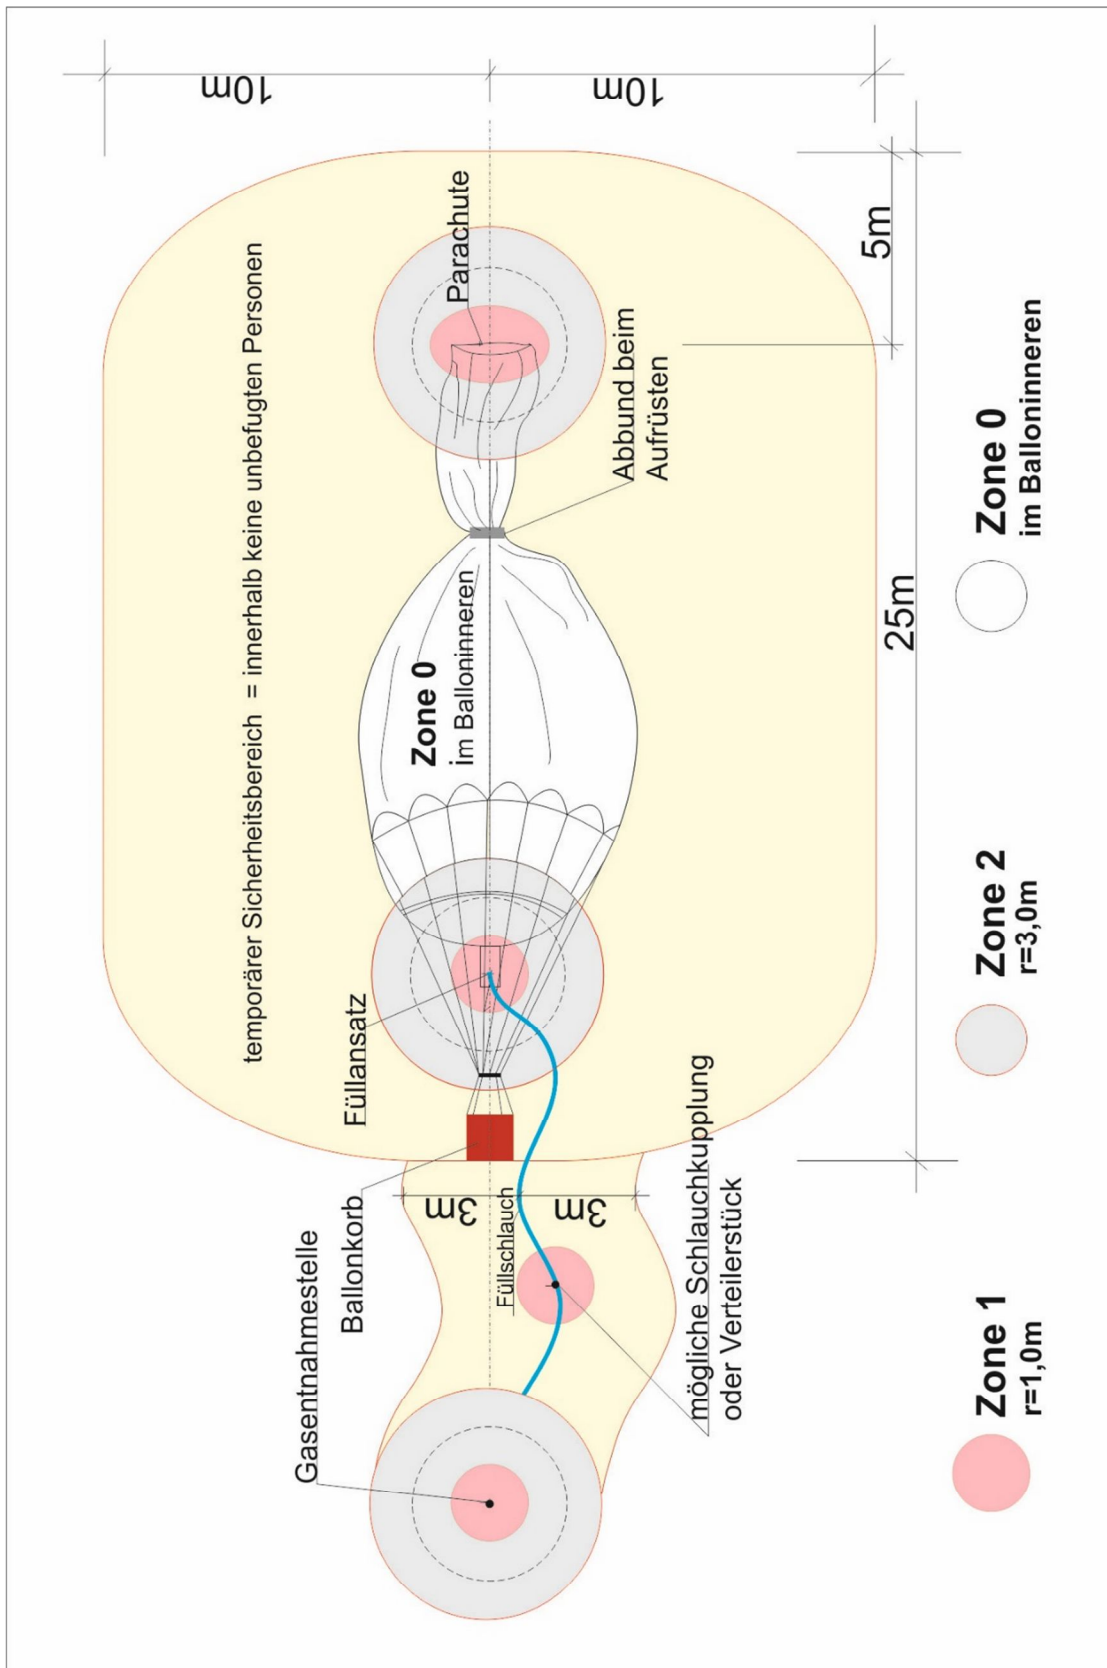 temporärer Sicherheitsbereich = innerhalb keine unbefugten Personen
10m
10m
Gasentnahmestelle
Ballonkorb
Füllansatz
Parachute
Zone 0
im Balloninneren
3m
Füllschlauch
3m
Abbund beim
Aufrüsten
mögliche Schlauchkupplung
oder Verteilerstück
5m
25m
Zone 1
r=1,0m
Zone 2
r=3,0m
Zone 0
im Balloninneren